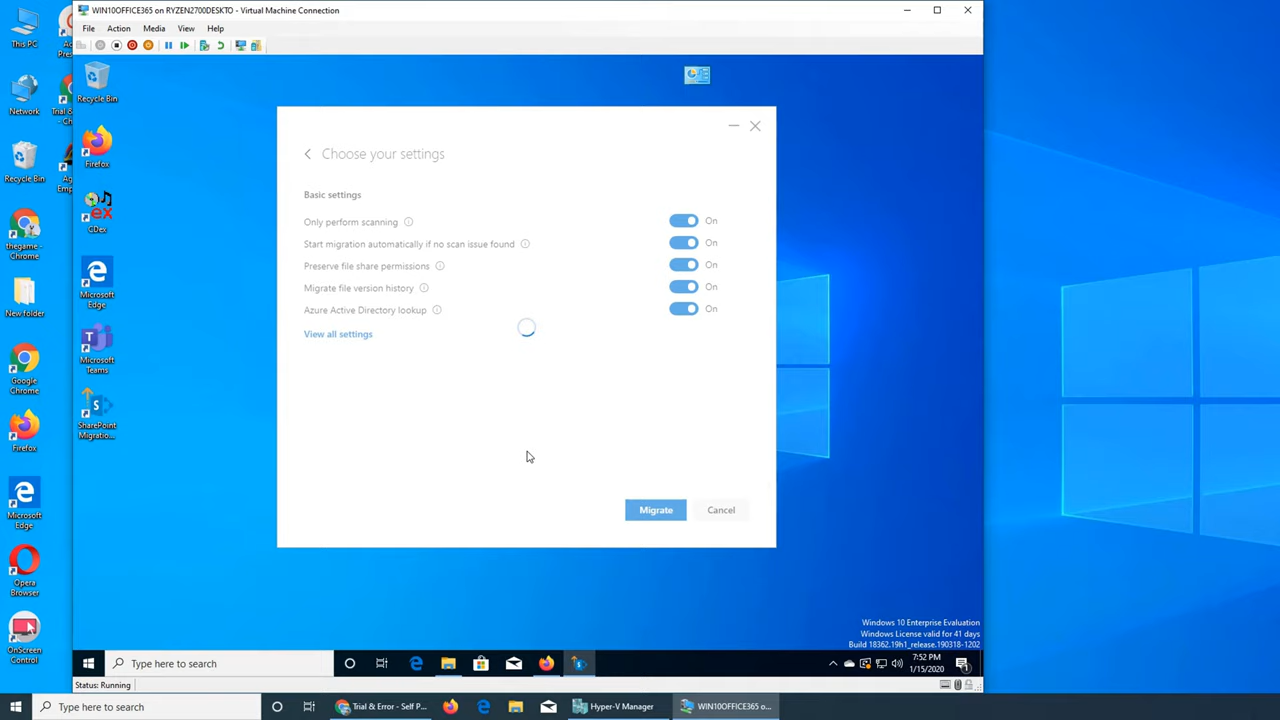 WIN10OFFICE365 on RYZEN2700DESKTO - Virtual Machine Connection
File Action Media View Help
This PC
Network
Recycle Bin
thegame -
Chrome
New folder
Google
Chrome
Firefox
Microsoft
Edge
Opera
Browser
OnScreen
Control
Recycle Bin
Firefox
CDex
Microsoft
Edge
Microsoft
Teams
SharePoint
Migratio...
Choose your settings
Basic settings
Only perform scanning On
Start migration automatically if no scan issue found On
Preserve file share permissions On
Migrate file version history On
Azure Active Directory lookup On
View all settings
Migrate Cancel
Windows 10 Enterprise Evaluation
Windows License valid for 41 days
Build 18362.19h1_release.190318-1202
Type here to search
7:52 PM
1/15/2020
Status: Running
Type here to search
Trial & Error - Self P...
Hyper-V Manager
WIN10OFFICE365 o...